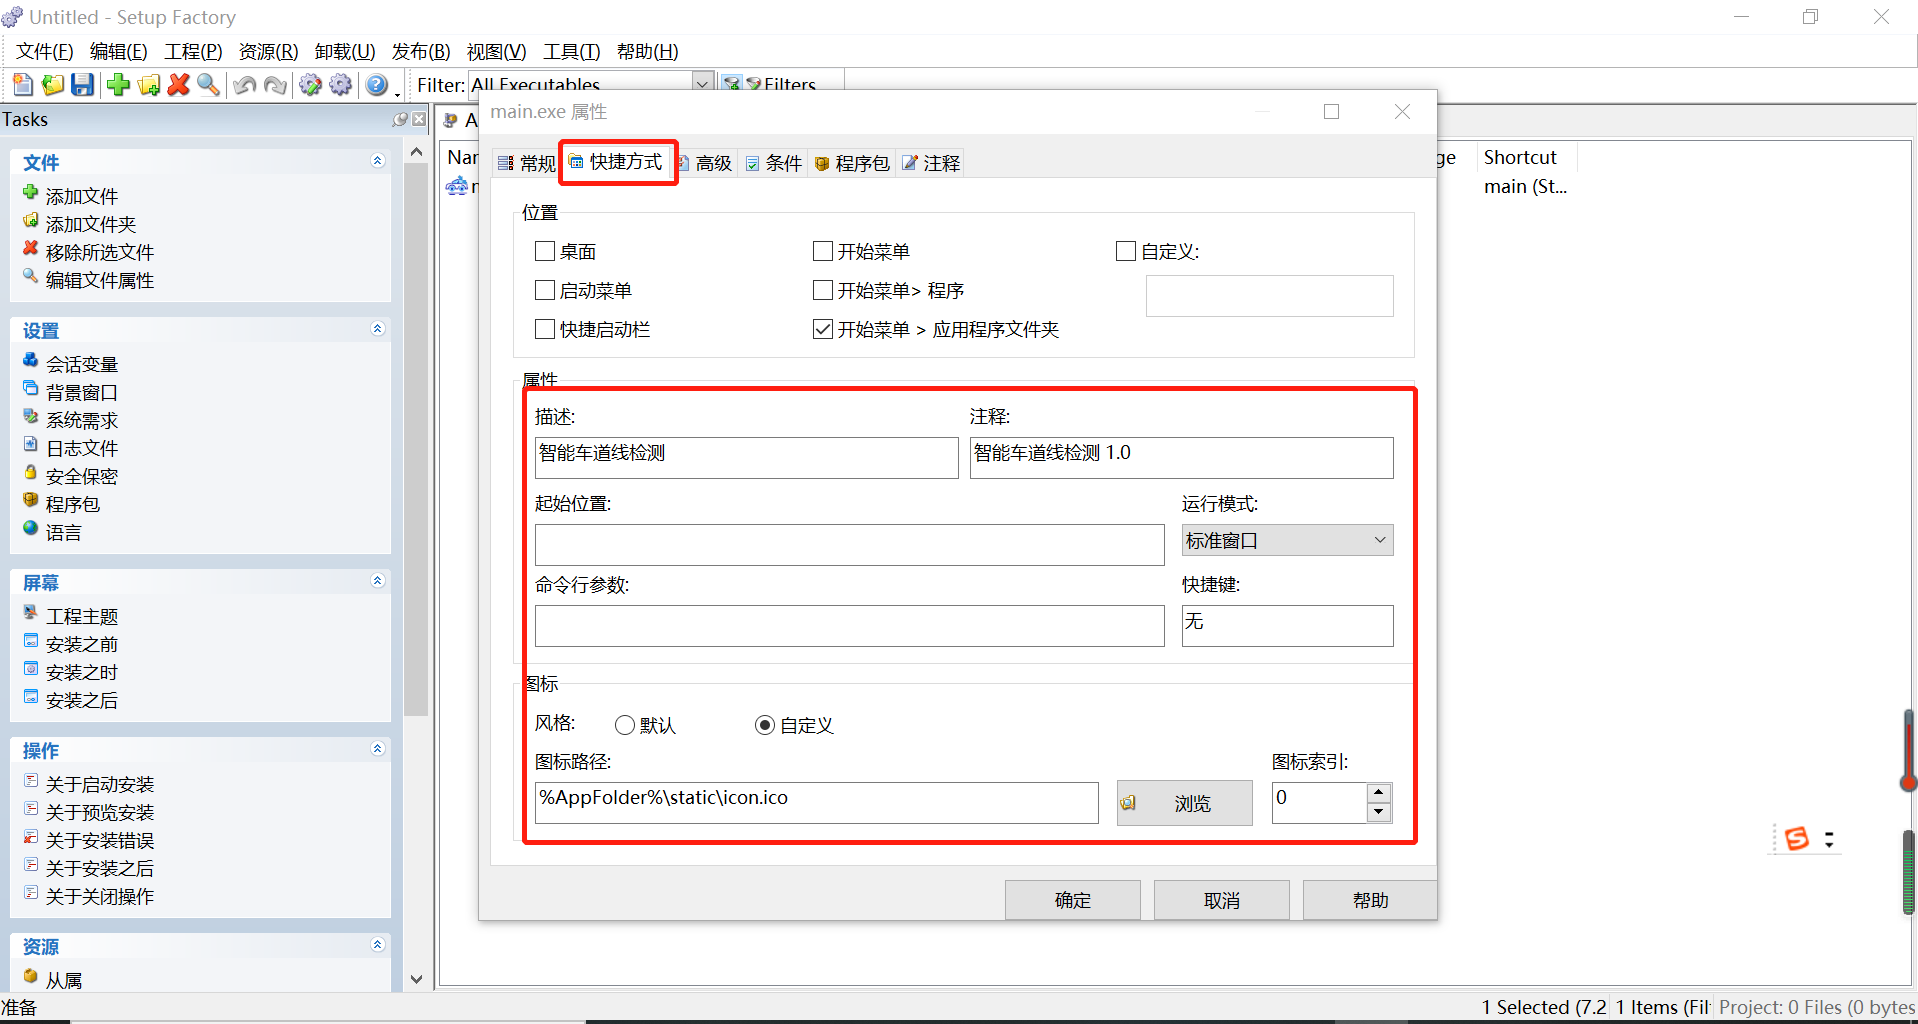 Untitled - Setup Factory
文件(F) 编辑(E) 工程(P) 资源(R) 卸载(U) 发布(B) 视图(V) 工具(T) 帮助(H)
Filter: All Executables Filters
Tasks
文件
添加文件
添加文件夹
移除所选文件
编辑文件属性
设置
会话变量
背景窗口
系统需求
日志文件
安全保密
程序包
语言
屏幕
工程主题
安装之前
安装之时
安装之后
操作
关于启动安装
关于预览安装
关于安装错误
关于安装之后
关于关闭操作
资源
从属
Shortcut
main (St...
main.exe 属性
常规 快捷方式 高级 条件 程序包 注释
位置
桌面 开始菜单 自定义:
启动菜单 开始菜单> 程序
快捷启动栏 开始菜单 > 应用程序文件夹
属性
描述: 注释:
智能车道线检测 智能车道线检测 1.0
起始位置: 运行模式:
标准窗口
命令行参数: 快捷键:
无
图标
风格: 默认 自定义
图标路径: 图标索引:
%AppFolder%\static\icon.ico 浏览 0
确定 取消 帮助
准备 1 Selected (7.2 1 Items (Fil Project: 0 Files (0 bytes